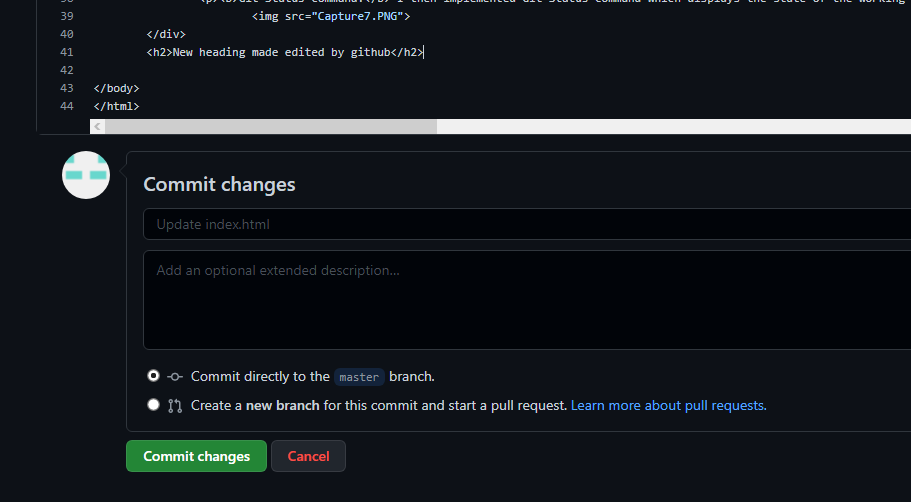 39 <img src="Capture7.PNG">
40 </div>
41 <h2>New heading made edited by github</h2>
42
43 </body>
44 </html>
Commit changes
Update index.html
Add an optional extended description...
Commit directly to the master branch.
Create a new branch for this commit and start a pull request. Learn more about pull requests.
Commit changes Cancel